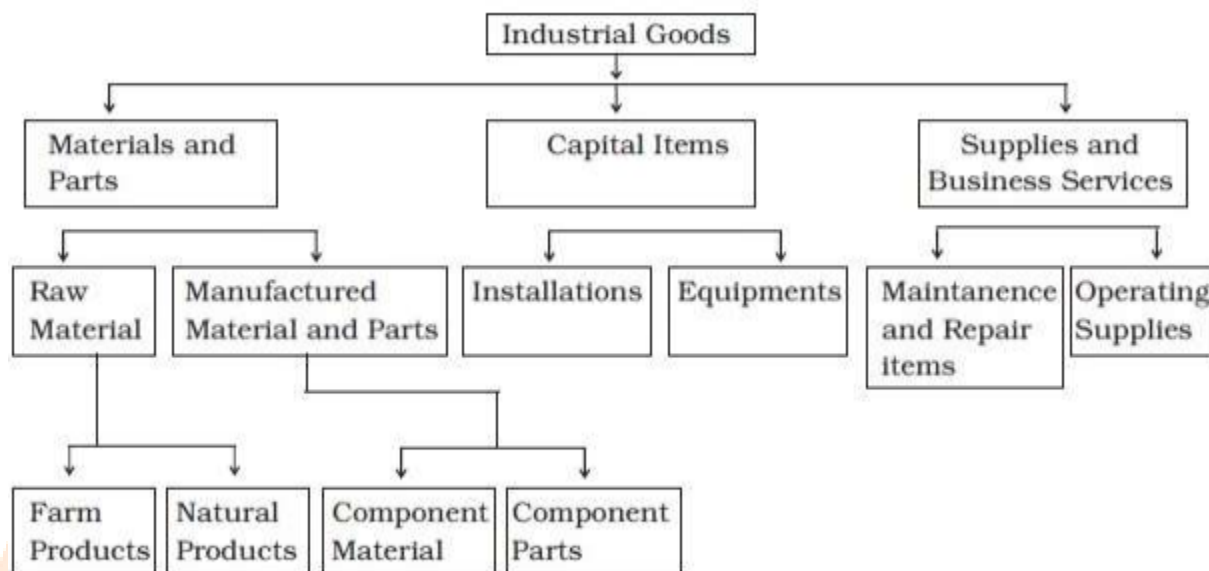 Industrial Goods
Materials and
Parts
Capital Items
Supplies and
Business Services
Raw
Material
Manufactured
Material and Parts
Installations
Equipments
Maintanence
and Repair
items
Operating
Supplies
Farm
Products
Natural
Products
Component
Material
Component
Parts